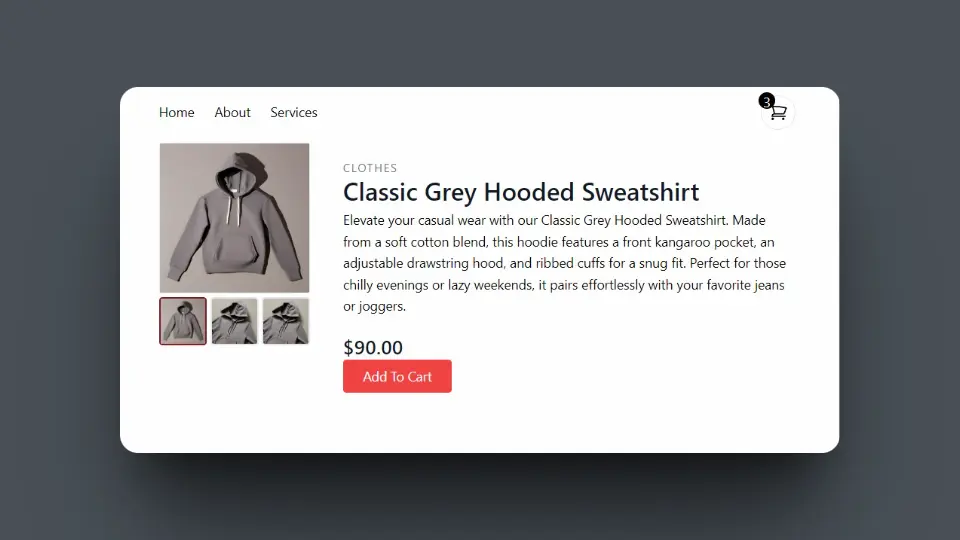 Home About Services
3
CLOTHES
Classic Grey Hooded Sweatshirt
Elevate your casual wear with our Classic Grey Hooded Sweatshirt. Made
from a soft cotton blend, this hoodie features a front kangaroo pocket, an
adjustable drawstring hood, and ribbed cuffs for a snug fit. Perfect for those
chilly evenings or lazy weekends, it pairs effortlessly with your favorite jeans
or joggers.
$90.00
Add To Cart